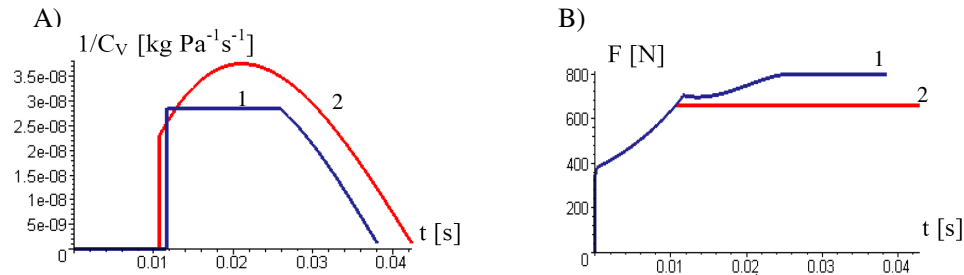 A)
1/C_V [kg Pa⁻¹s⁻¹]
3.5e-08
3e-08
2.5e-08
2e-08
1.5e-08
1e-08
5e-09
0
1
2
0.01 0.02 0.03 0.04
t [s]
B)
F [N]
800
600
400
200
0
1
2
0.01 0.02 0.03 0.04
t [s]